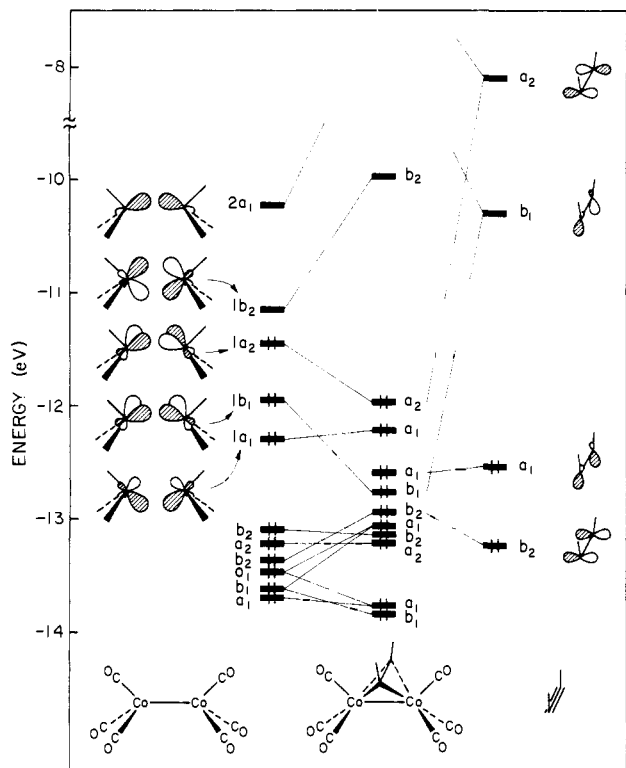 ENERGY (eV)
-8
-10
-11
-12
-13
-14
2a₁
1b₂
1a₂
1b₁
1a₁
b₂
a₂
b₂
a₁
b₁
a₁
b₂
a₂
a₁
a₁
b₁
b₂
a₁
b₂
a₂
a₁
b₁
a₂
b₁
a₁
b₂
OC
CO
Co
Co
OC
OC
CO
CO
OC
CO
Co
Co
OC
OC
CO
CO